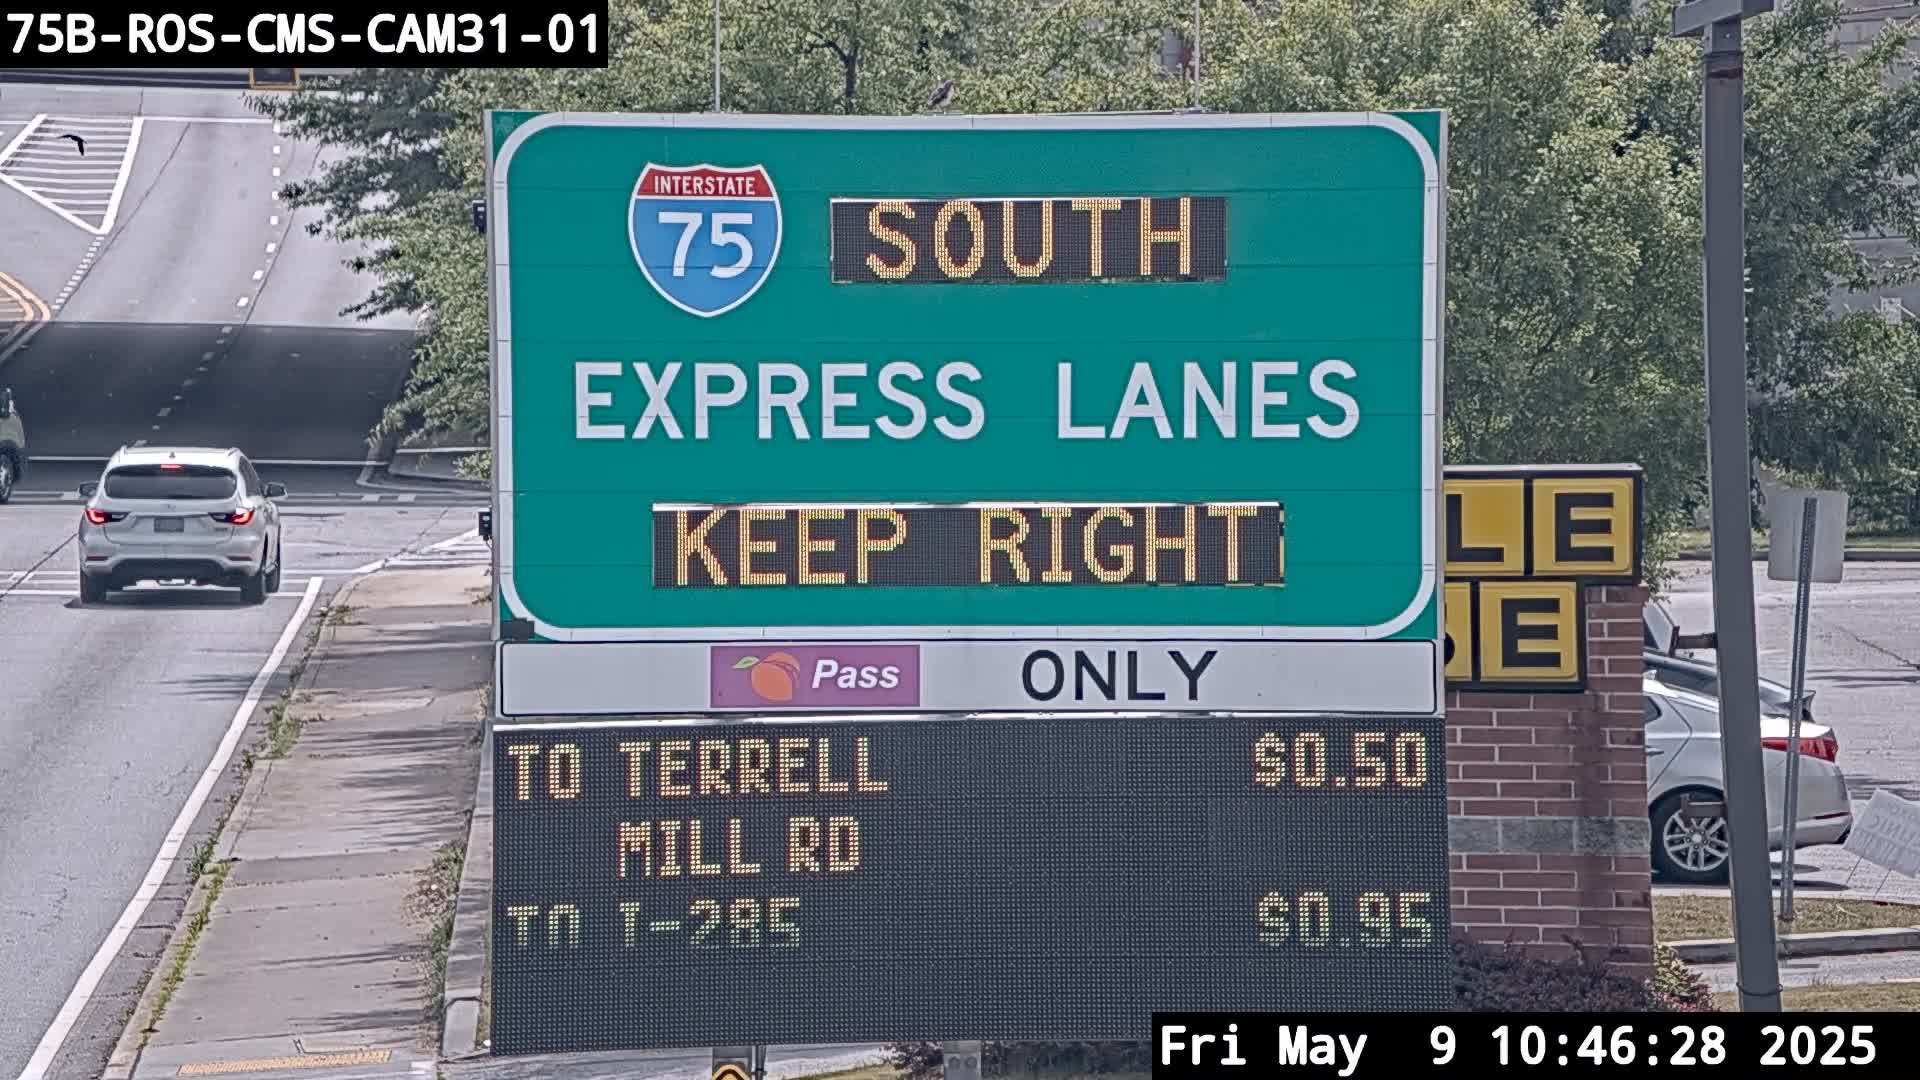 75B-ROS-CMS-CAM31-01
INTERSTATE
75 SOUTH
EXPRESS LANES
KEEP RIGHT
Pass ONLY
TO TERRELL $0.50
MILL RD
TO I-285 $0.95
LE
E
Fri May 9 10:46:28 2025